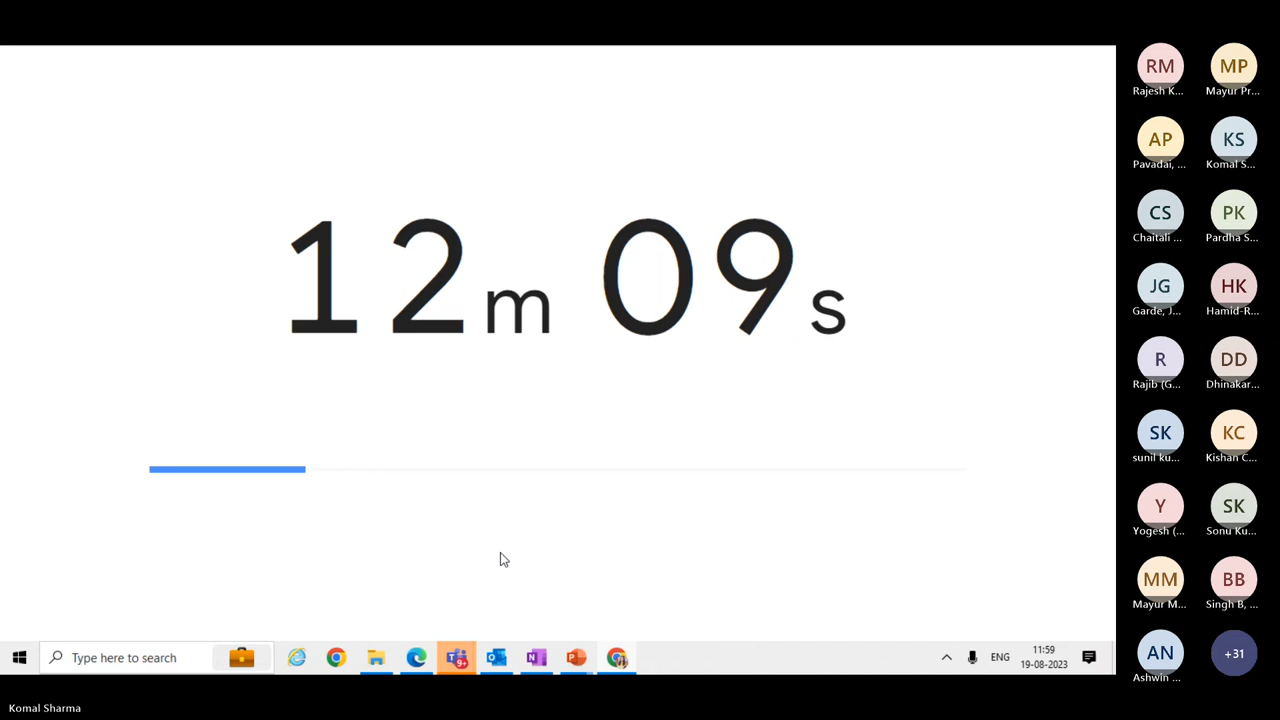 12m 09s
RM MP
Rajesh K... Mayur Pr...
AP KS
Pavadai, ... Komal S...
CS PK
Chaitali ... Pardha S...
JG HK
Garde, J... Hamid-R...
R DD
Rajib (G... Dhinakar...
SK KC
sunil ku... Kishan C...
Y SK
Yogesh (... Sonu Ku...
MM BB
Mayur M... Singh B, ...
AN +31
Ashwin ...
Type here to search
9+
ENG
11:59
19-08-2023
Komal Sharma